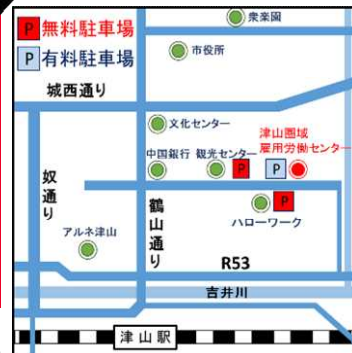 P 無料駐車場
衆楽園
P 有料駐車場
市役所
城西通り
文化センター
津山圏域
雇用労働センター
中国銀行
観光センター
P
P
奴通り
鶴山通り
P
ハローワーク
アルネ津山
R53
吉井川
津山駅